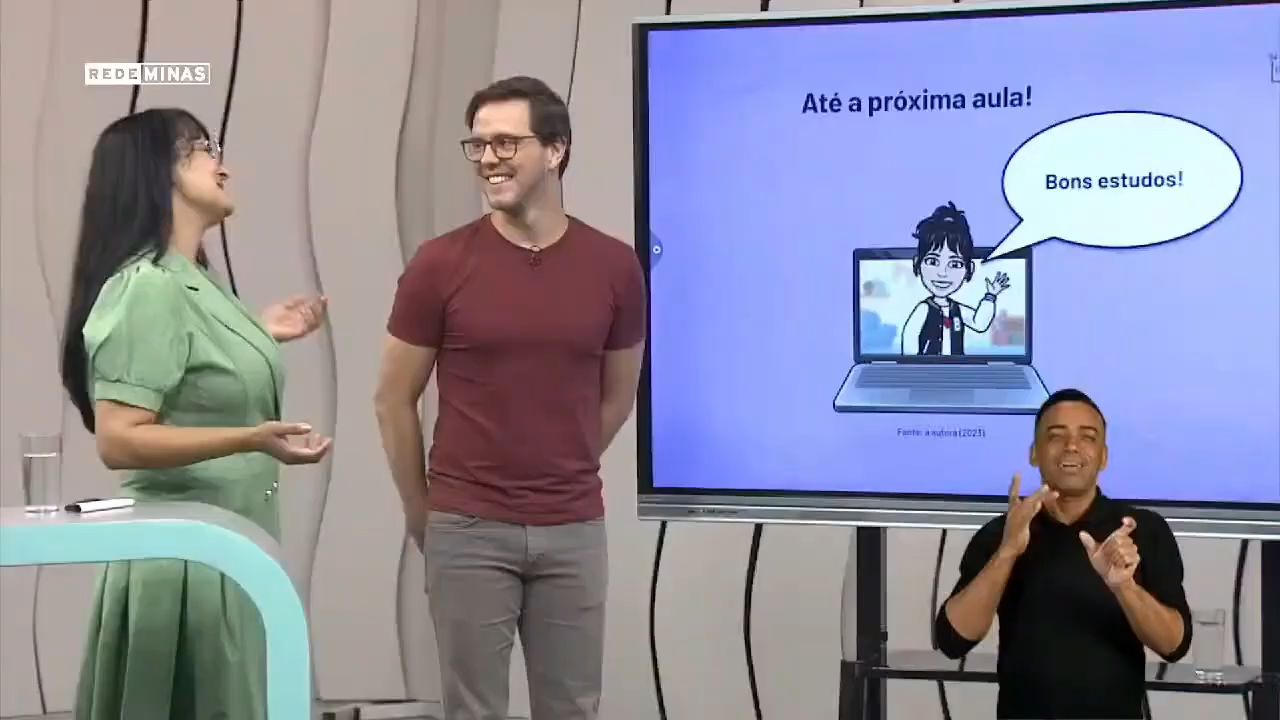 REDE MINAS
Até a próxima aula!
Bons estudos!
Fonte: a autora (2023)